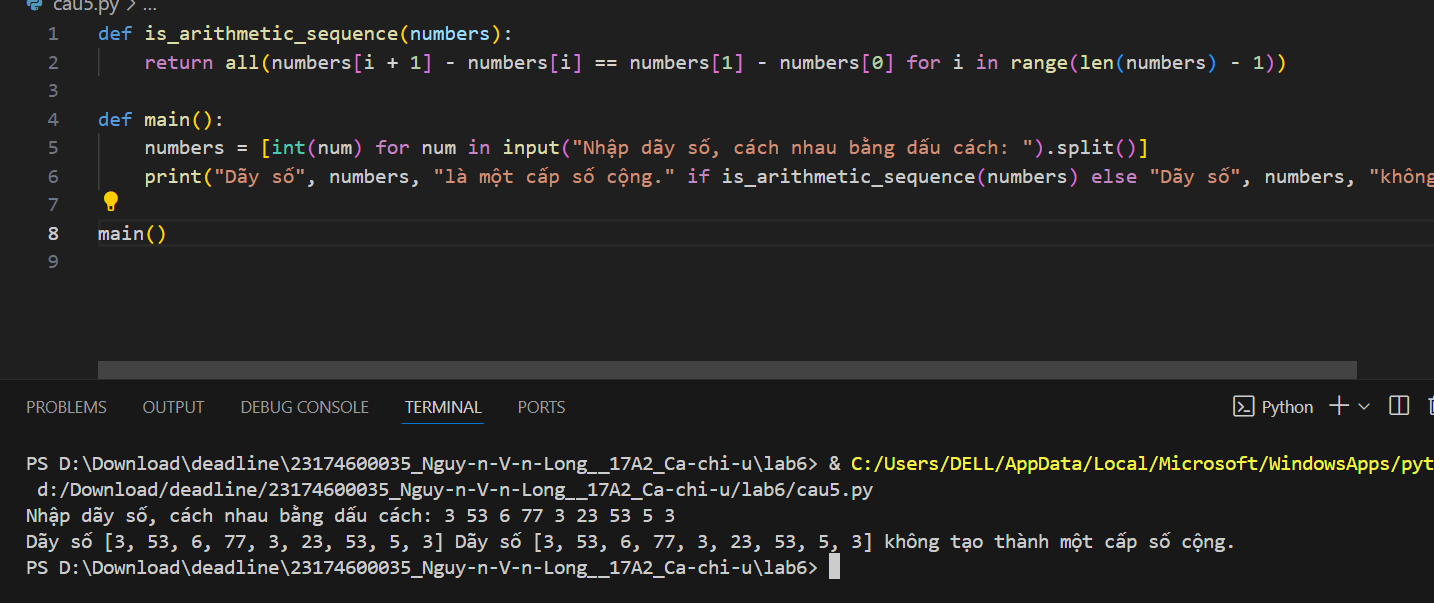 cau5.py > ...
1 def is_arithmetic_sequence(numbers):
2 return all(numbers[i + 1] - numbers[i] == numbers[1] - numbers[0] for i in range(len(numbers) - 1))
3
4 def main():
5 numbers = [int(num) for num in input("Nhập dãy số, cách nhau bằng dấu cách: ").split()]
6 print("Dãy số", numbers, "là một cấp số cộng." if is_arithmetic_sequence(numbers) else "Dãy số", numbers, "không
7
8 main()
9
PROBLEMS OUTPUT DEBUG CONSOLE TERMINAL PORTS Python
PS D:\Download\deadline\23174600035_Nguy-n-V-n-Long__17A2_Ca-chi-u\lab6> & C:/Users/DELL/AppData/Local/Microsoft/WindowsApps/pyt
d:/Download/deadline/23174600035_Nguy-n-V-n-Long__17A2_Ca-chi-u/lab6/cau5.py
Nhập dãy số, cách nhau bằng dấu cách: 3 53 6 77 3 23 53 5 3
Dãy số [3, 53, 6, 77, 3, 23, 53, 5, 3] Dãy số [3, 53, 6, 77, 3, 23, 53, 5, 3] không tạo thành một cấp số cộng.
PS D:\Download\deadline\23174600035_Nguy-n-V-n-Long__17A2_Ca-chi-u\lab6>